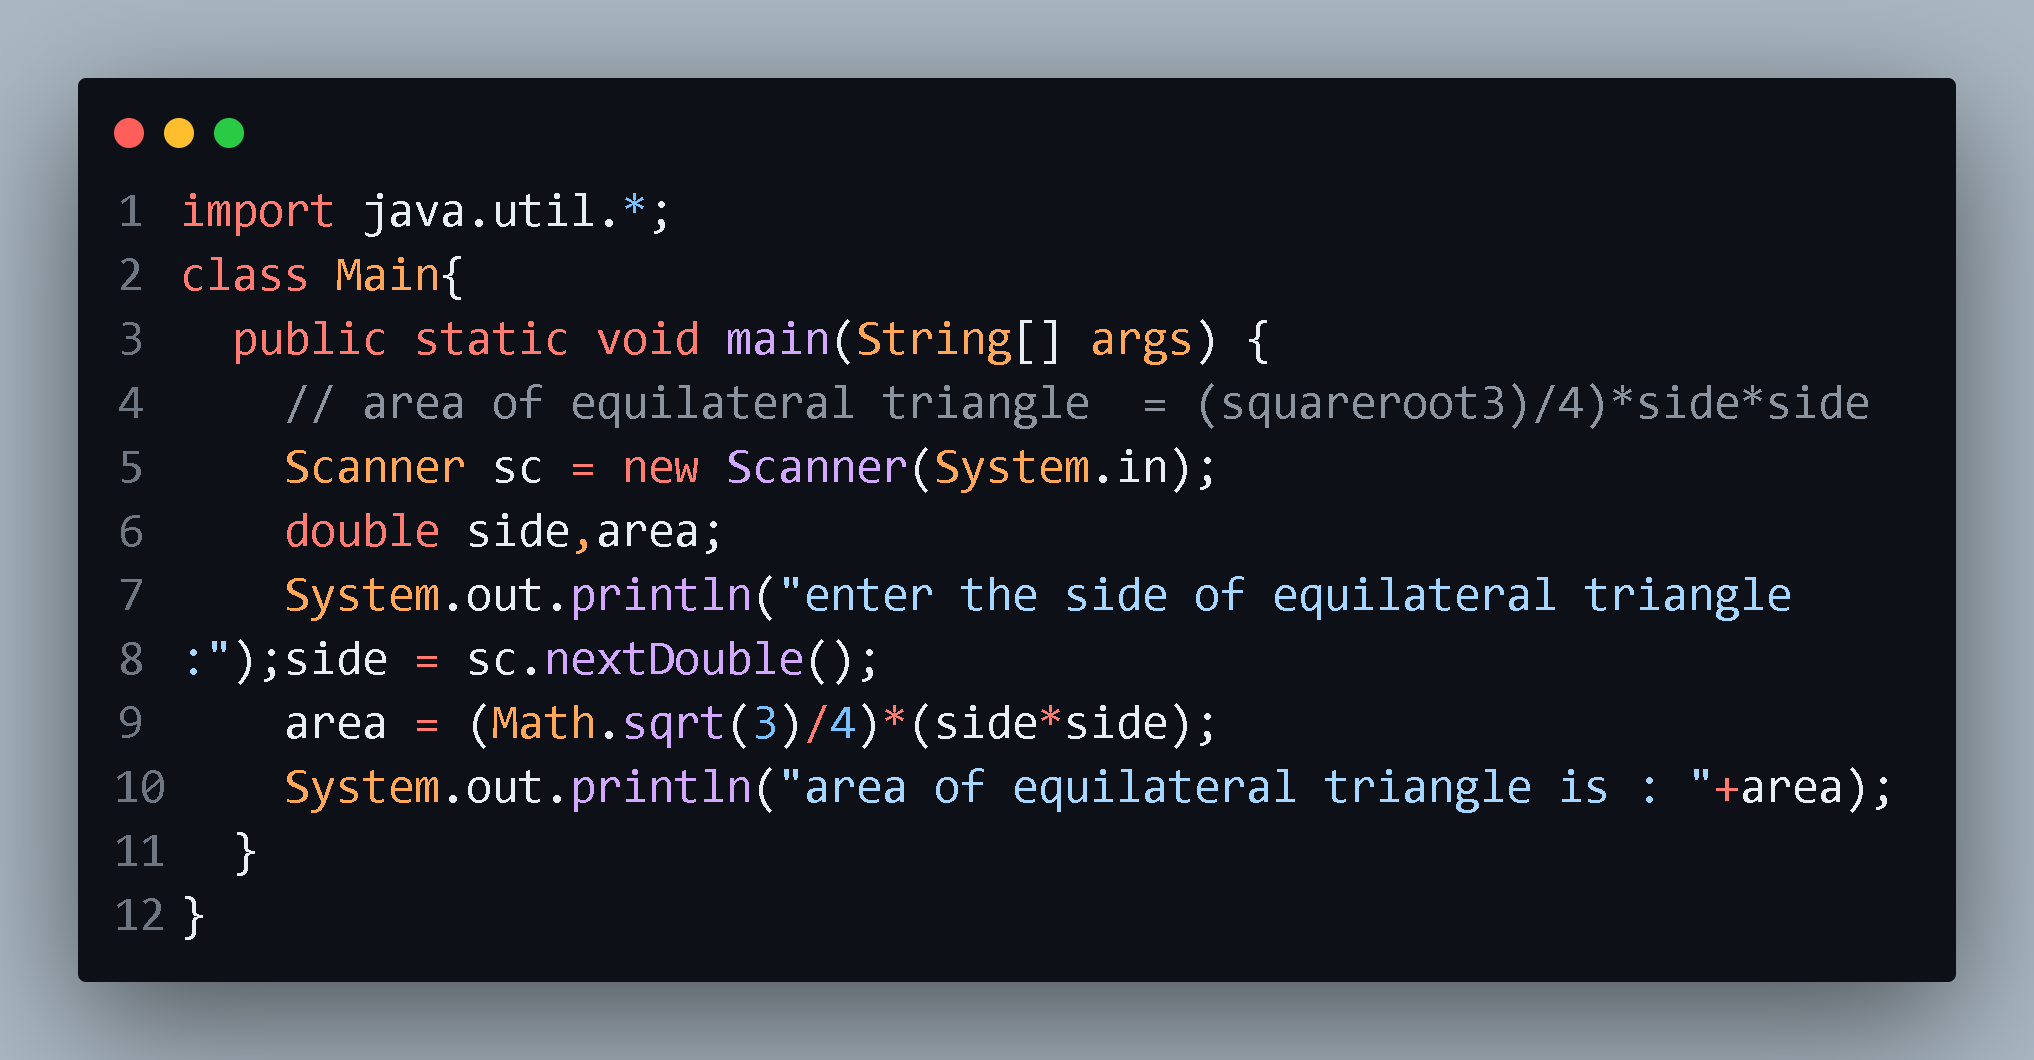 1 import java.util.*;
2 class Main{
3   public static void main(String[] args) {
4     // area of equilateral triangle  = (squareroot3)/4)*side*side
5     Scanner sc = new Scanner(System.in);
6     double side,area;
7     System.out.println("enter the side of equilateral triangle
8 :");side = sc.nextDouble();
9     area = (Math.sqrt(3)/4)*(side*side);
10     System.out.println("area of equilateral triangle is : "+area);
11   }
12 }